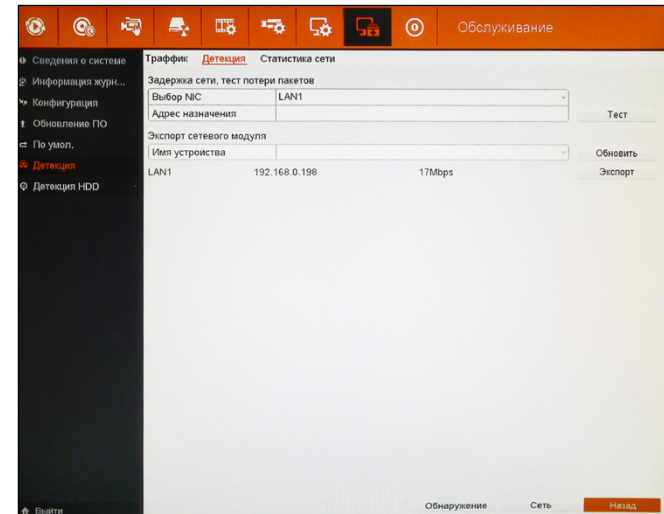 Обслуживание
Сведения о системе
Информация журн...
Конфигурация
Обновление ПО
По умол.
Детекция
Детекция HDD
Выйти
Траффик Детекция Статистика сети
Задержка сети, тест потери пакетов
Выбор NIC LAN1
Адрес назначения Тест
Экспорт сетевого модуля
Имя устройства Обновить
LAN1 192.168.0.198 17Mbps Экспорт
Обнаружение Сеть Назад